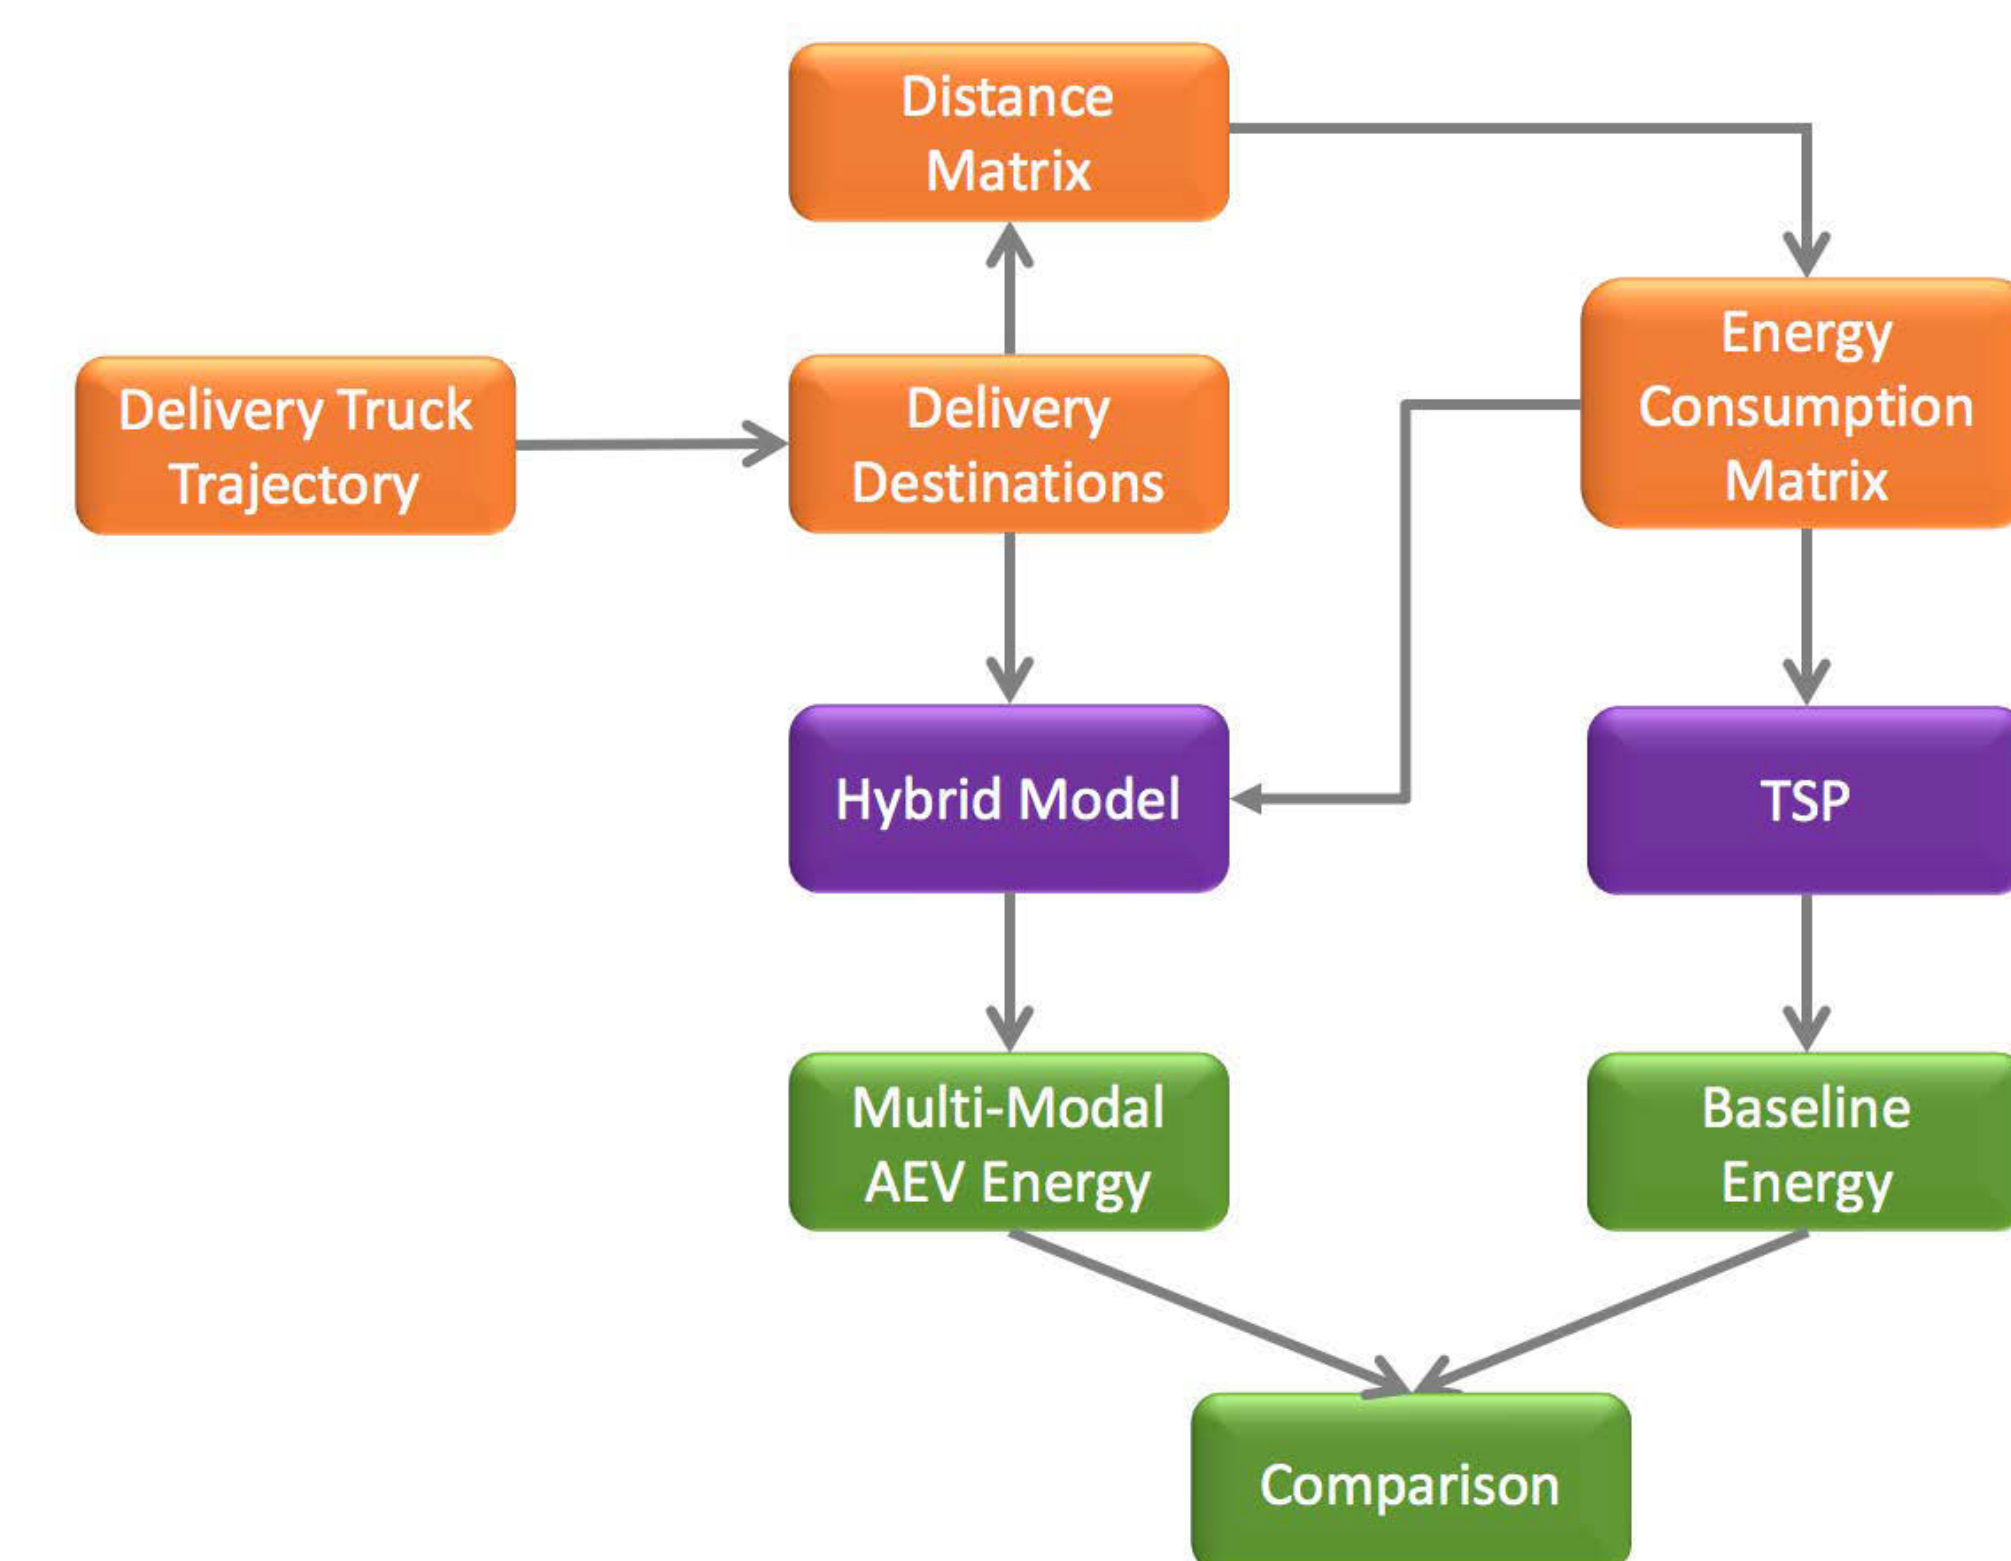 Distance
Matrix
Energy
Consumption
Matrix
Delivery Truck
Trajectory
Delivery
Destinations
Hybrid Model
TSP
Multi-Modal
AEV Energy
Baseline
Energy
Comparison